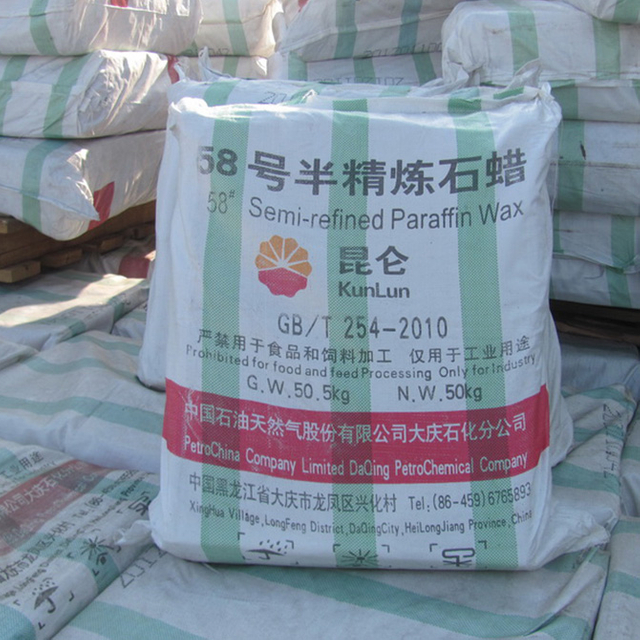 58号半精炼石蜡
58# Semi-refined Paraffin Wax
昆仑
KunLun
GB/T 254-2010
严禁用于食品和饲料加工 仅用于工业用途
Prohibited for food and feed Processing Only for Industry
G.W.50.5kg N.W.50kg
中国石油天然气股份有限公司大庆石化分公司
PetroChina Company Limited DaQing PetroChemical Company
中国黑龙江省大庆市龙凤区兴化村 Tel.(86-459)6765893
XingHua Village,LongFeng District,DaQingCity,HeiLongJiang Province,China